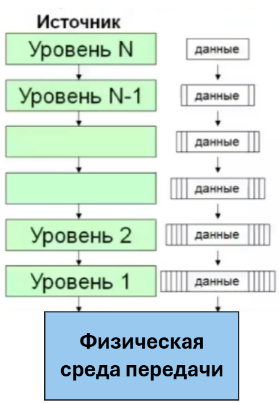 Источник
Уровень N
данные
Уровень N-1
данные
данные
данные
Уровень 2
данные
Уровень 1
данные
Физическая
среда передачи